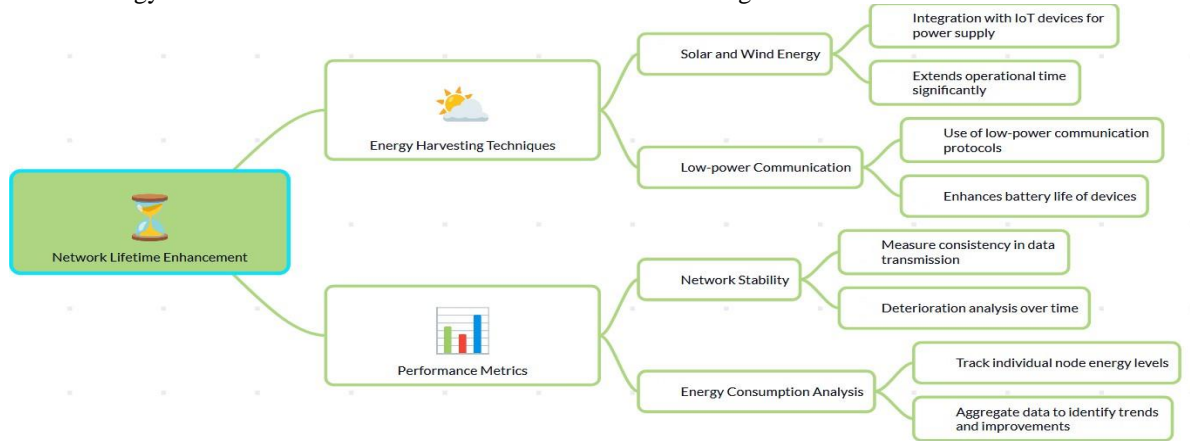 Integration with IoT devices for
power supply
Solar and Wind Energy
Extends operational time
significantly
Energy Harvesting Techniques
Use of low-power communication
protocols
Low-power Communication
Enhances battery life of devices
Network Lifetime Enhancement
Measure consistency in data
transmission
Network Stability
Deterioration analysis over time
Performance Metrics
Track individual node energy levels
Energy Consumption Analysis
Aggregate data to identify trends
and improvements